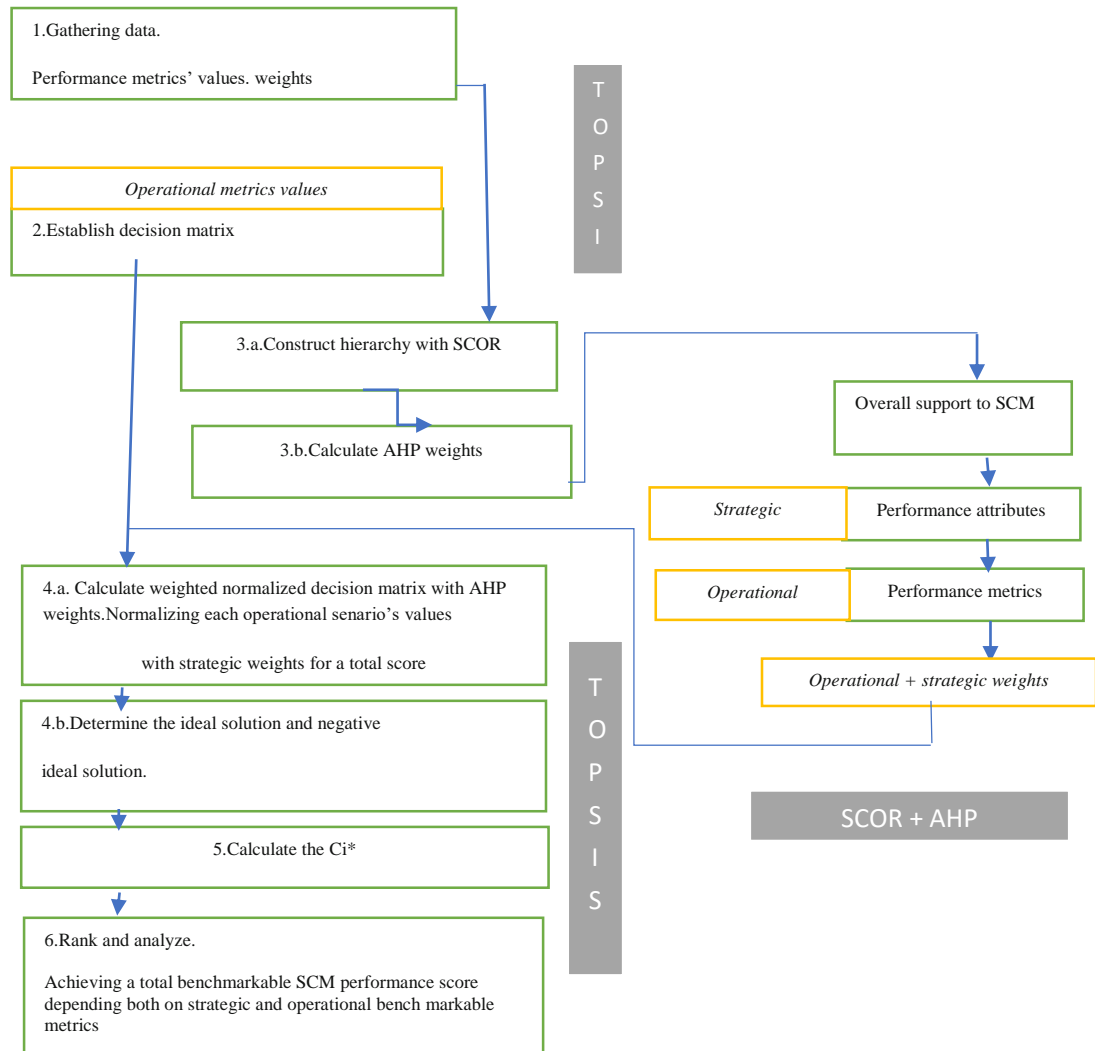 1.Gathering data.
Performance metrics’ values. weights
T
O
P
S
I
Operational metrics values
2.Establish decision matrix
3.a.Construct hierarchy with SCOR
3.b.Calculate AHP weights
Overall support to SCM
Strategic
Performance attributes
Operational
Performance metrics
Operational + strategic weights
SCOR + AHP
4.a. Calculate weighted normalized decision matrix with AHP
weights.Normalizing each operational senario’s values
with strategic weights for a total score
T
O
P
S
I
S
4.b.Determine the ideal solution and negative
ideal solution.
5.Calculate the Ci*
6.Rank and analyze.
Achieving a total benchmarkable SCM performance score
depending both on strategic and operational bench markable
metrics